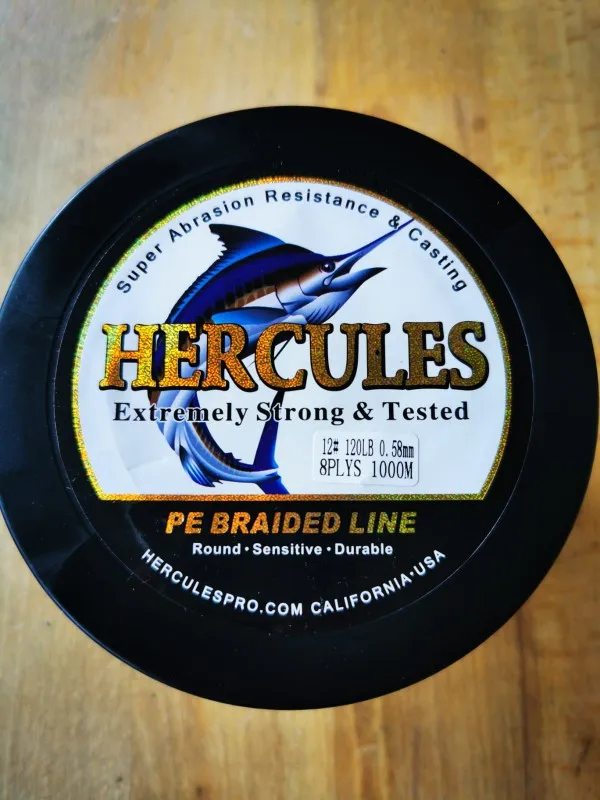 Super Abrasion Resistance & Casting
HERCULES
Extremely Strong & Tested
12# 120LB 0.58mm
8PLYS 1000M
PE BRAIDED LINE
Round • Sensitive • Durable
HERCULESPRO.COM CALIFORNIA•USA